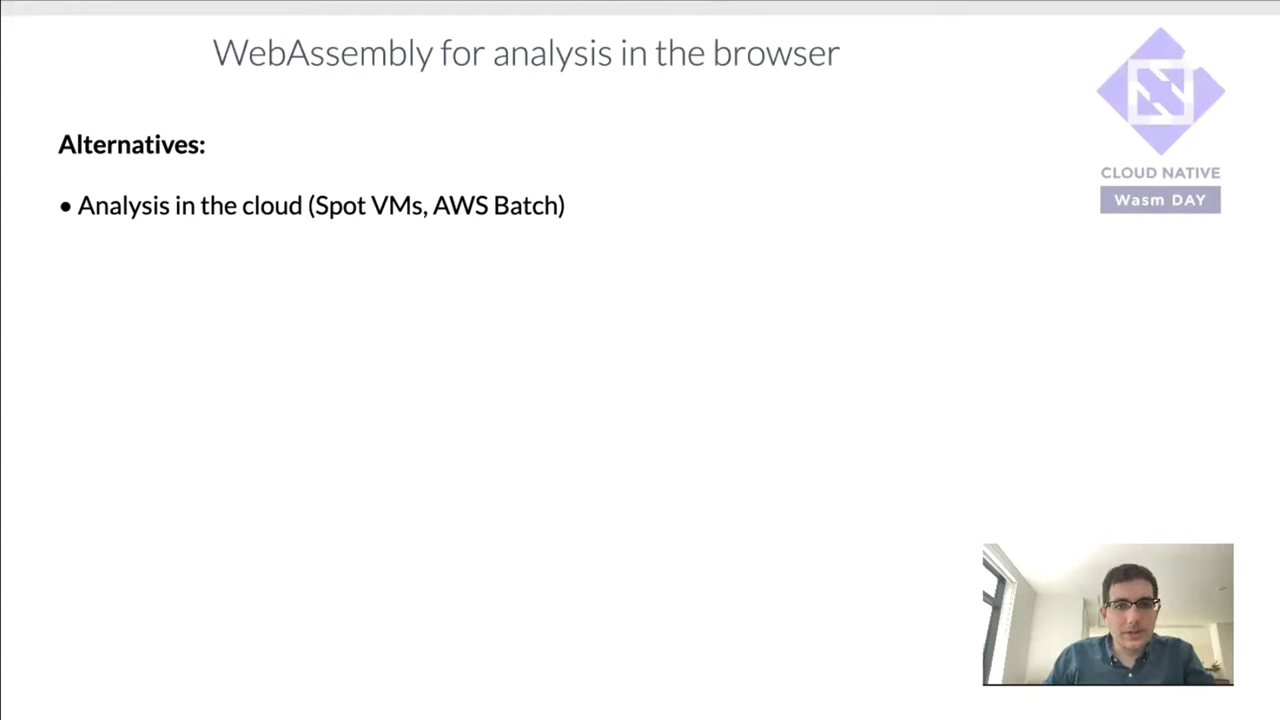 WebAssembly for analysis in the browser
Alternatives:
• Analysis in the cloud (Spot VMs, AWS Batch)
CLOUD NATIVE
Wasm DAY